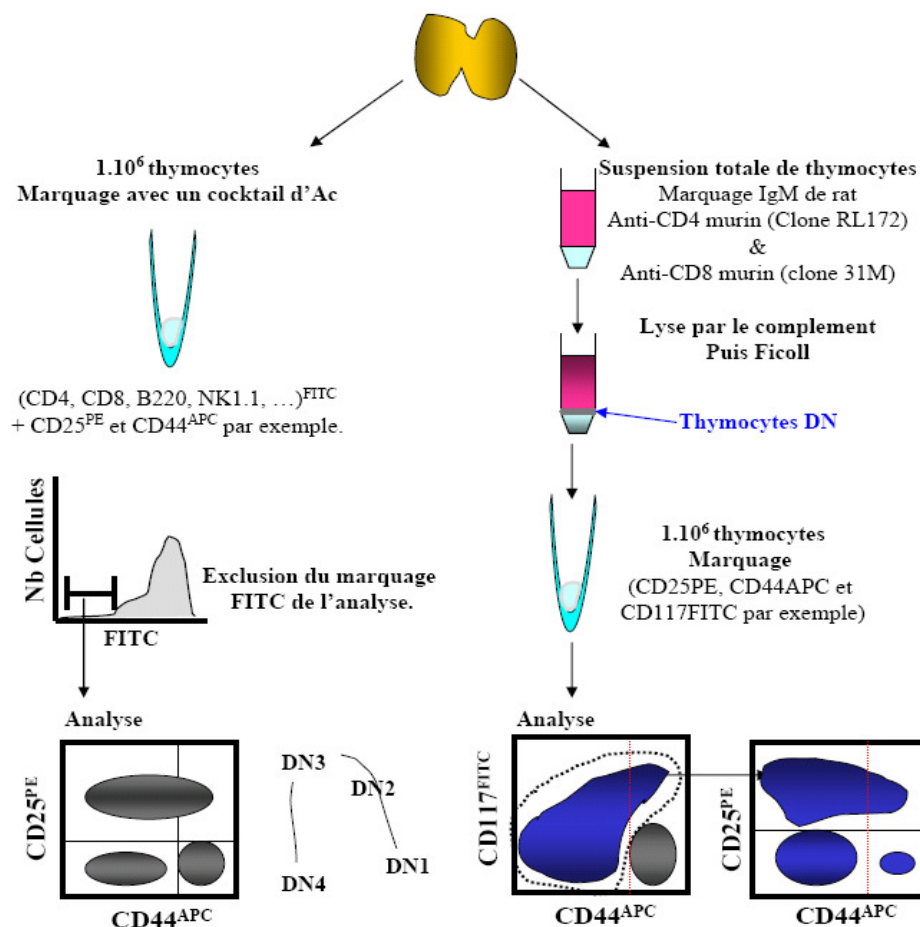 1.10⁶ thymocytes
Marquage avec un cocktail d'Ac
(CD4, CD8, B220, NK1.1, …)ᶠᴵᵀᶜ
+ CD25ᴾᴱ et CD44ᴬᴾᶜ par exemple.
Nb Cellules
FITC
Exclusion du marquage
FITC de l'analyse.
Analyse
CD25ᴾᴱ
CD44ᴬᴾᶜ
DN3
DN2
DN1
DN4
Suspension totale de thymocytes
Marquage IgM de rat
Anti-CD4 murin (Clone RL172)
&
Anti-CD8 murin (clone 31M)
Lyse par le complement
Puis Ficoll
Thymocytes DN
1.10⁶ thymocytes
Marquage
(CD25PE, CD44APC et
CD117FITC par exemple)
Analyse
CD117ᶠᴵᵀᶜ
CD44ᴬᴾᶜ
CD25ᴾᴱ
CD44ᴬᴾᶜ